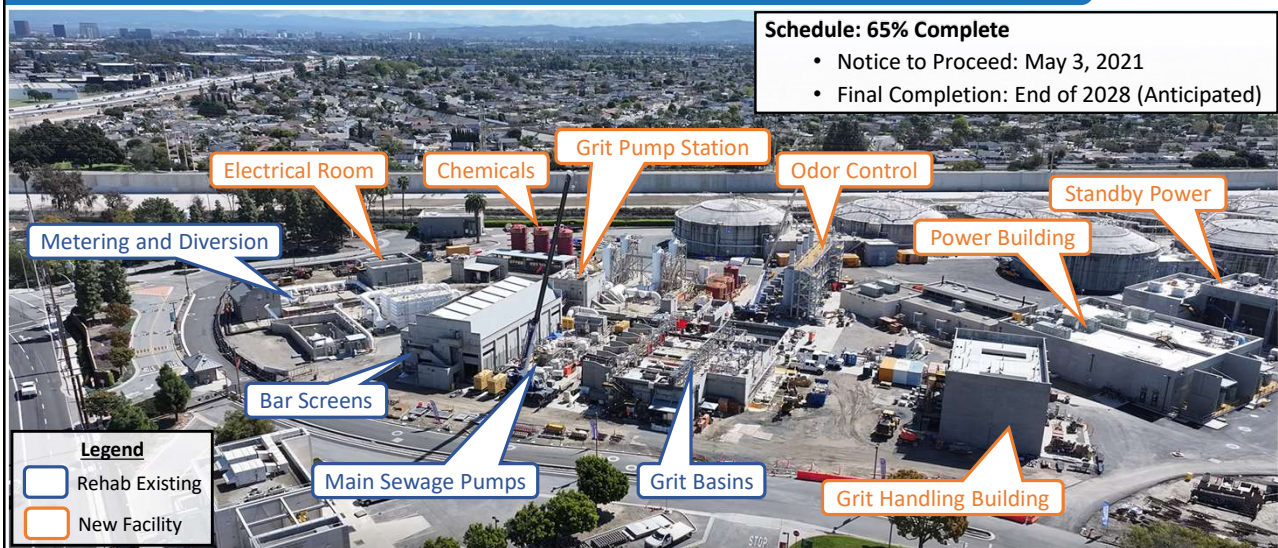 Schedule: 65% Complete
• Notice to Proceed: May 3, 2021
• Final Completion: End of 2028 (Anticipated)
Grit Pump Station
Electrical Room
Chemicals
Odor Control
Standby Power
Metering and Diversion
Power Building
Bar Screens
Main Sewage Pumps
Grit Basins
Grit Handling Building
Legend
Rehab Existing
New Facility
STOP